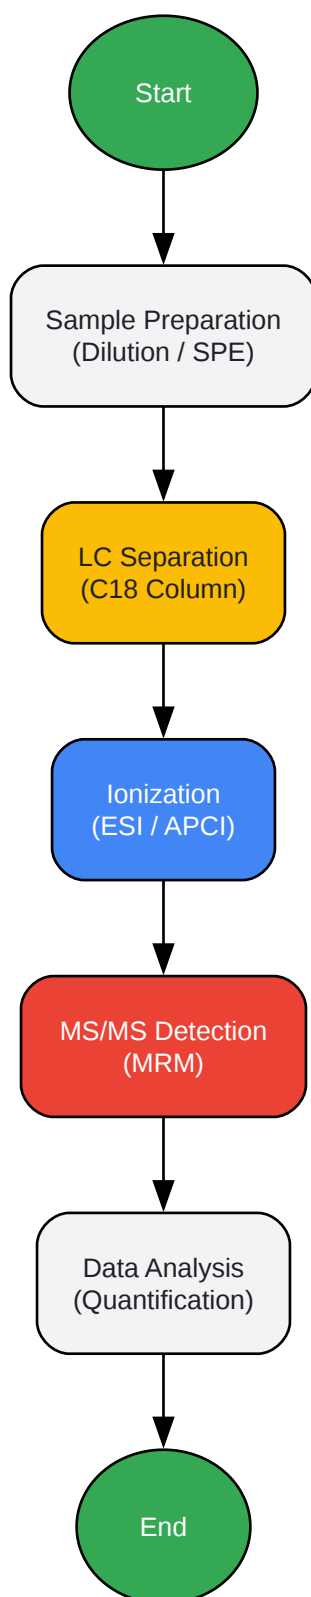 Start
Sample Preparation
(Dilution / SPE)
LC Separation
(C18 Column)
Ionization
(ESI / APCI)
MS/MS Detection
(MRM)
Data Analysis
(Quantification)
End